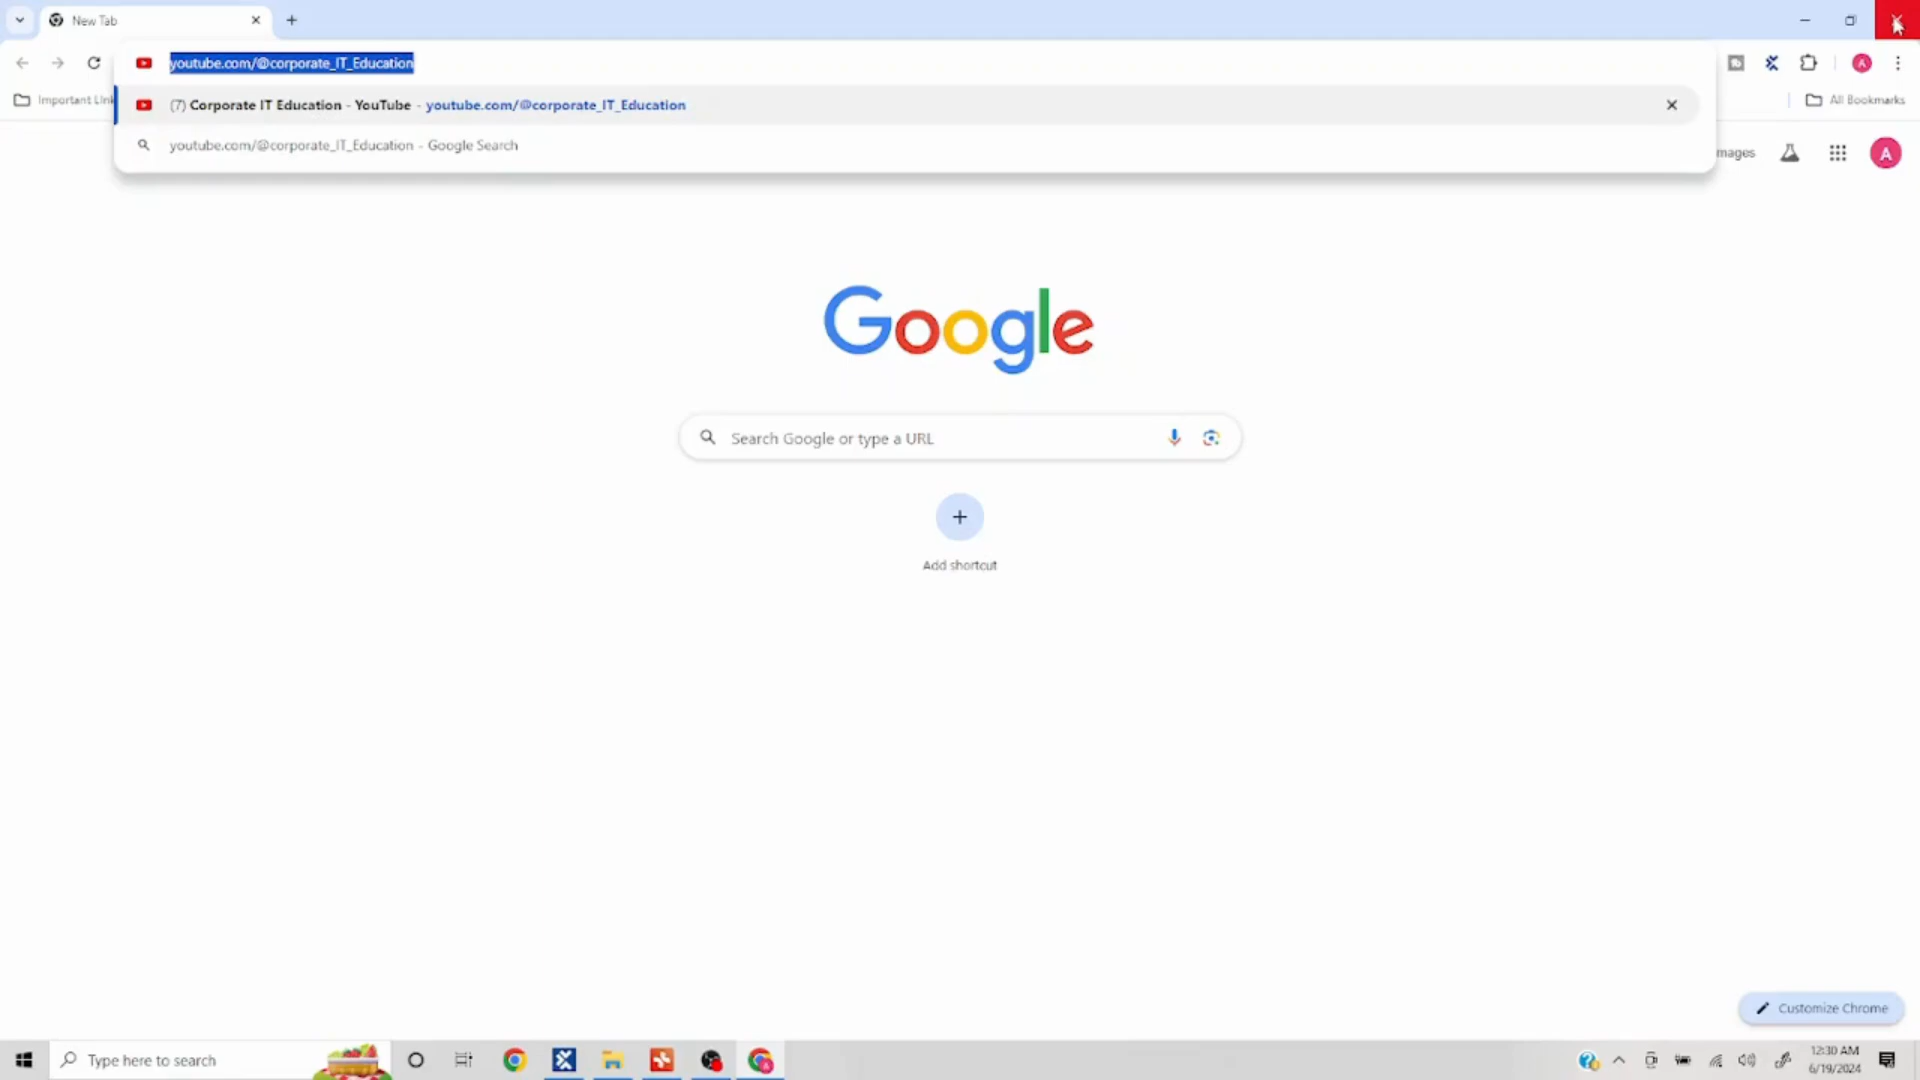 New Tab
youtube.com/@corporate_IT_Education
Important Link
(7) Corporate IT Education - YouTube - youtube.com/@corporate_IT_Education
All Bookmarks
youtube.com/@corporate_IT_Education - Google Search
mages
A
A
Google
Search Google or type a URL
Add shortcut
Customize Chrome
Type here to search
12:30 AM
6/19/2024